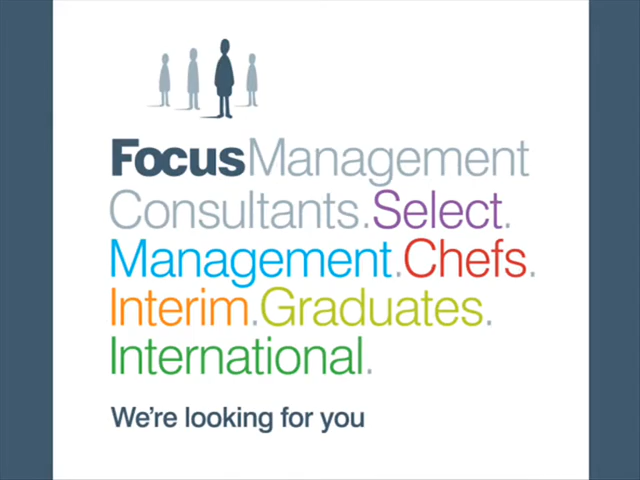 FocusManagement
Consultants.Select.
Management.Chefs.
Interim.Graduates.
International.
We're looking for you